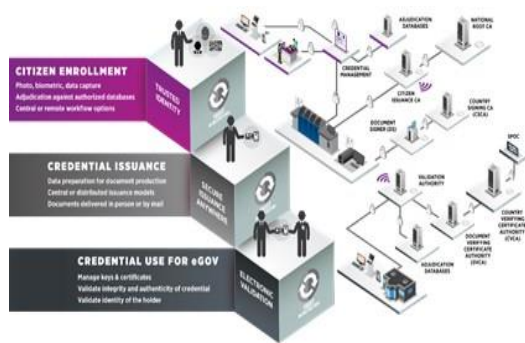 CITIZEN ENROLLMENT
Photo, biometric, data capture
Adjudication against authorized databases
Central or remote workflow options
TRUSTED
IDENTITY
CREDENTIAL ISSUANCE
Data preparation for document production
Central or distributed issuance models
Documents delivered in person or by mail
SECURE
ISSUANCE
ANYWHERE
CREDENTIAL USE FOR eGOV
Manage keys & certificates
Validate integrity and authenticity of credential
Validate identity of the holder
ELECTRONIC
VALIDATION
ADJUDICATION
DATABASES
NATIONAL
ROOT CA
CREDENTIAL
MANAGEMENT
CITIZEN
ISSUANCE CA
COUNTRY
SIGNING CA
(CSCA)
DOCUMENT
SIGNER (DS)
SPOC
VALIDATION
AUTHORITY
COUNTRY
VERIFYING
CERTIFICATE
AUTHORITY
(CVCA)
DOCUMENT
VERIFYING
CERTIFICATE
AUTHORITY (DVCA)
ADJUDICATION
DATABASES